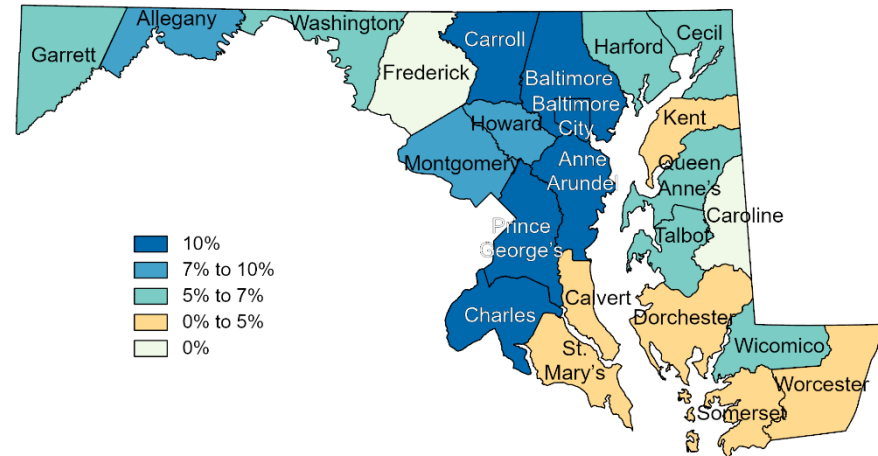 Allegany
Washington
Garrett
Frederick
Carroll
Harford
Cecil
Baltimore
Baltimore
City
Kent
Howard
Montgomery
Anne
Arundel
Queen
Anne's
Caroline
Talbot
Prince
George's
Charles
Calvert
St.
Mary's
Dorchester
Wicomico
Worcester
Somerset
10%
7% to 10%
5% to 7%
0% to 5%
0%